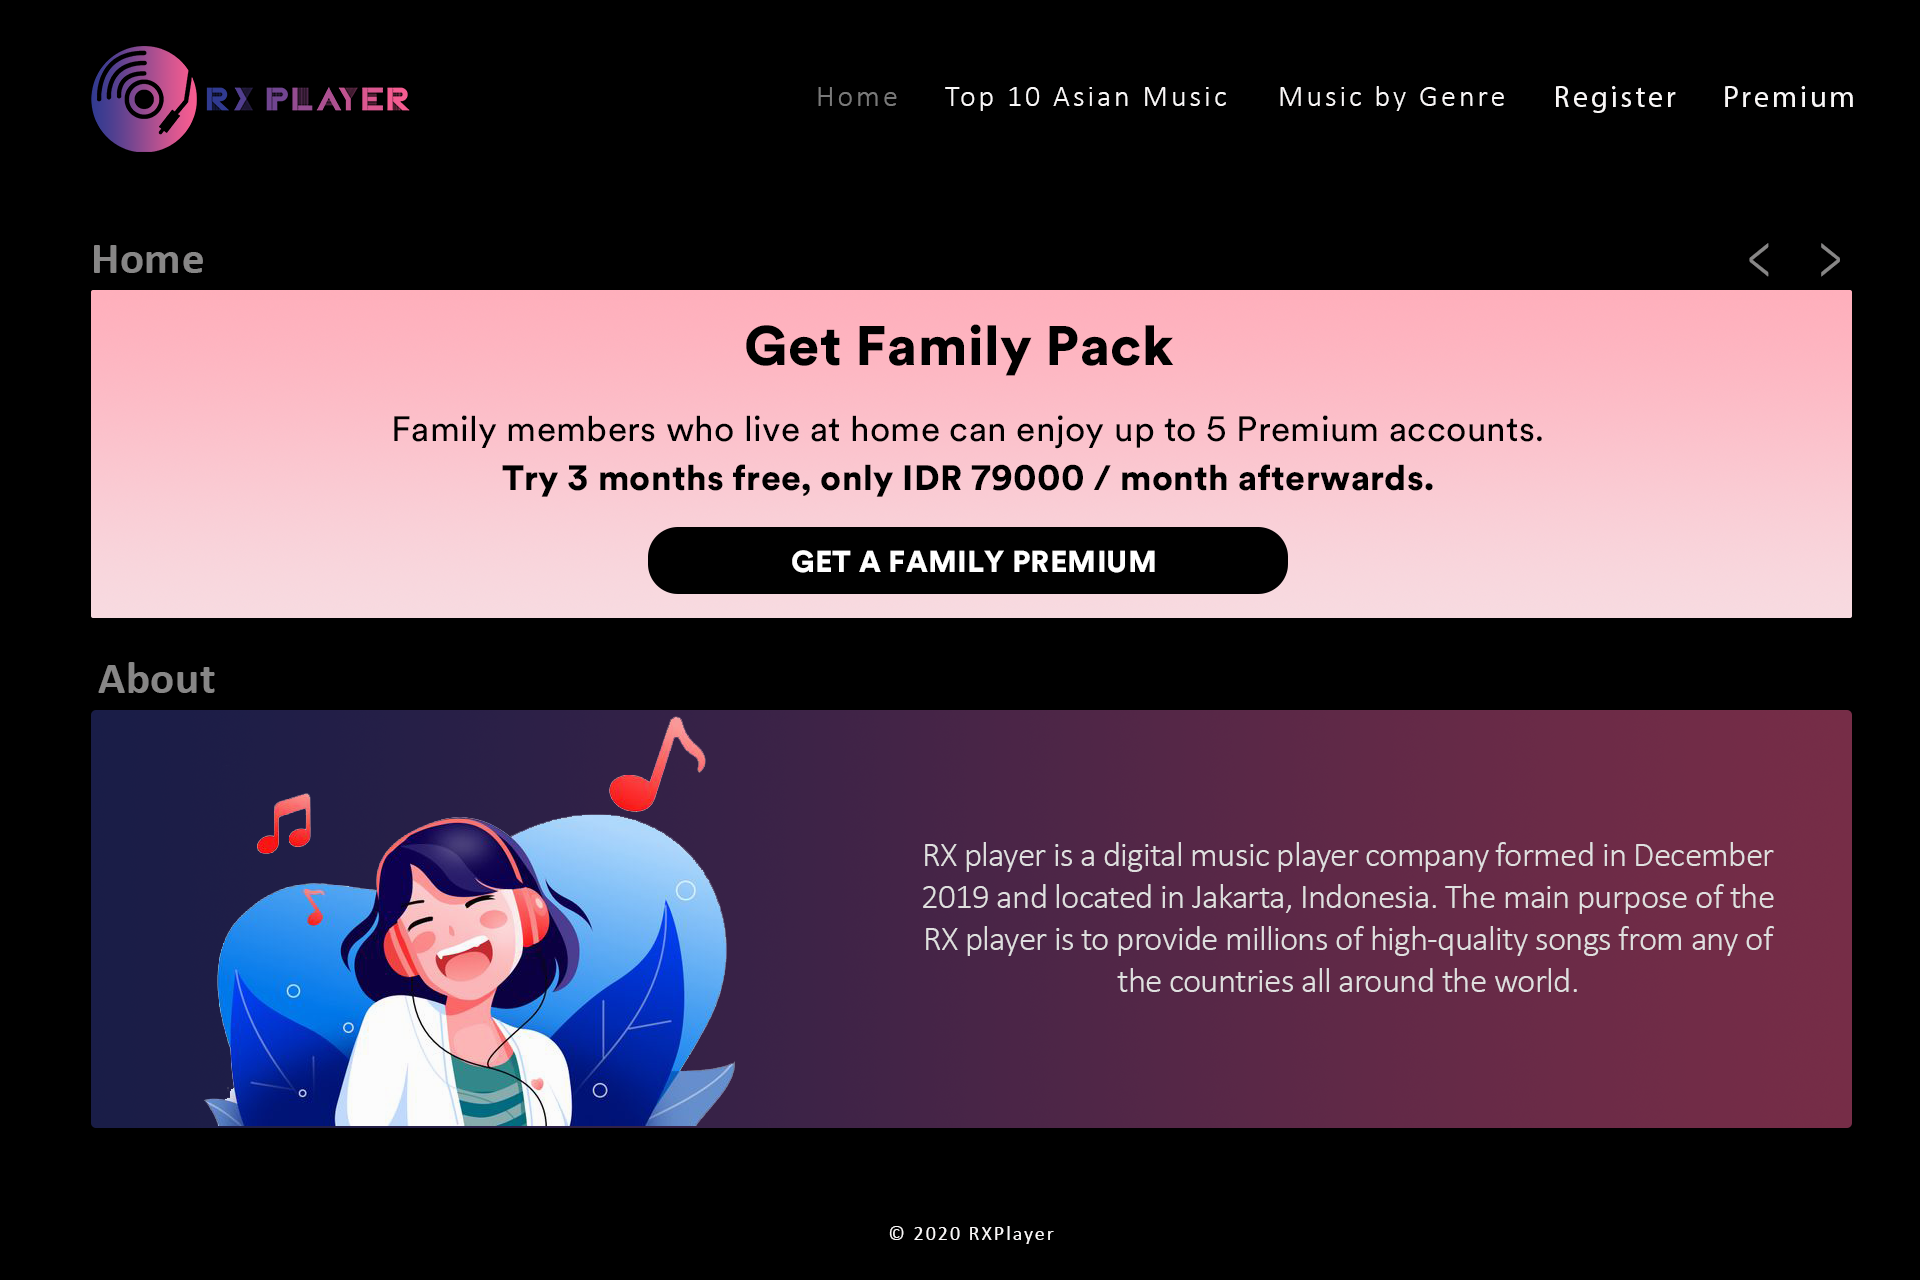 RX PLAYER
Home
Top 10 Asian Music
Music by Genre
Register
Premium
Home
Get Family Pack
Family members who live at home can enjoy up to 5 Premium accounts.
Try 3 months free, only IDR 79000 / month afterwards.
GET A FAMILY PREMIUM
About
RX player is a digital music player company formed in December
2019 and located in Jakarta, Indonesia. The main purpose of the
RX player is to provide millions of high-quality songs from any of
the countries all around the world.
© 2020 RXPlayer